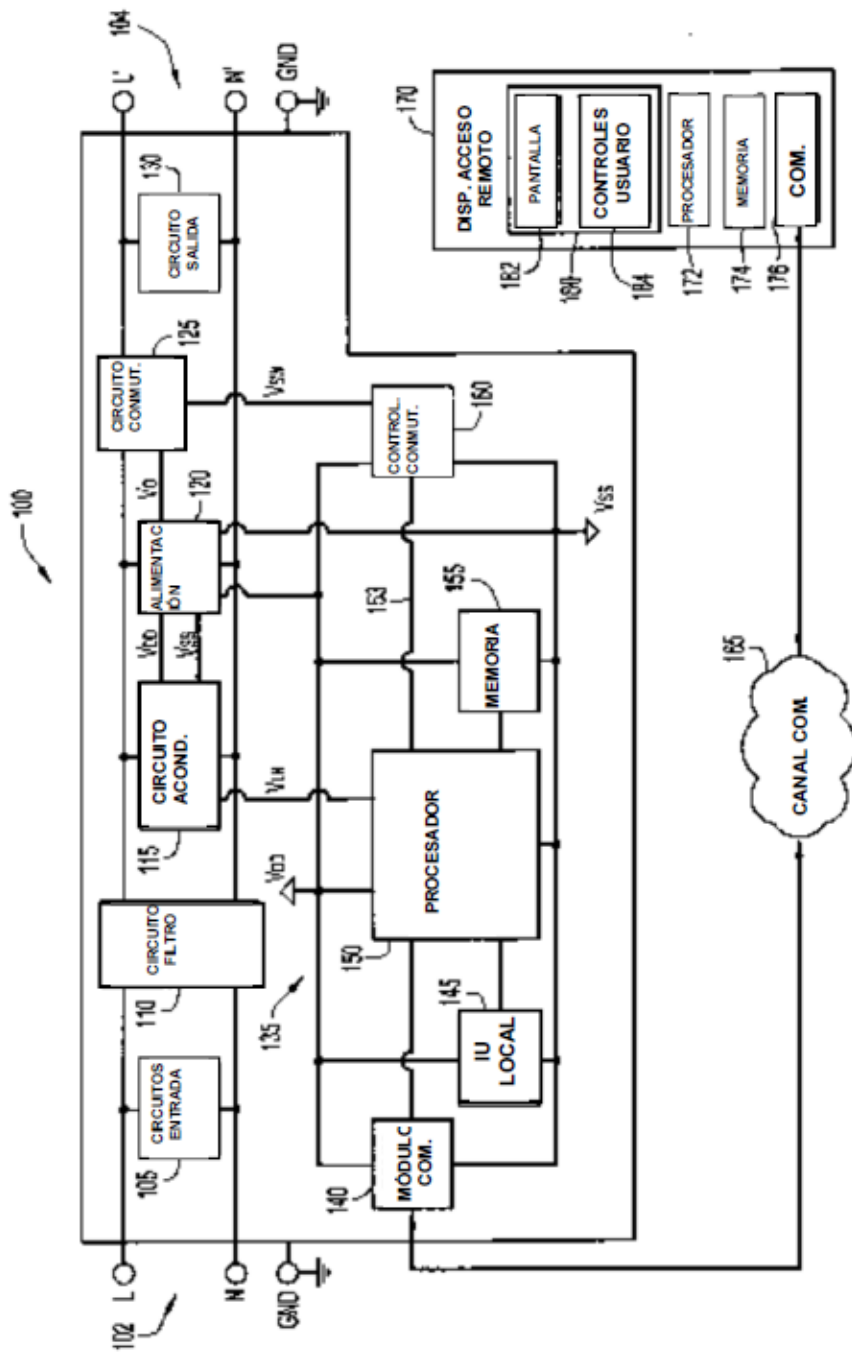 100
102
L
N
GND
105
CIRCUITOS
ENTRADA
110
CIRCUITO
FILTRO
115
CIRCUITO
ACOND.
VDD
VSS
ALIMENTAC
IÓN
120
VO
CIRCUITO
CONMUT.
125
CIRCUITO
SALIDA
130
104
L'
N'
GND
135
VDD
VLH
VSW
140
MÓDULO
COM.
145
IU
LOCAL
150
PROCESADOR
153
155
MEMORIA
CONTROL.
CONMUT.
160
VSS
165
CANAL COM.
170
DISP. ACCESO
REMOTO
PANTALLA
182
CONTROLES
USUARIO
180
184
PROCESADOR
172
MEMORIA
174
COM.
176